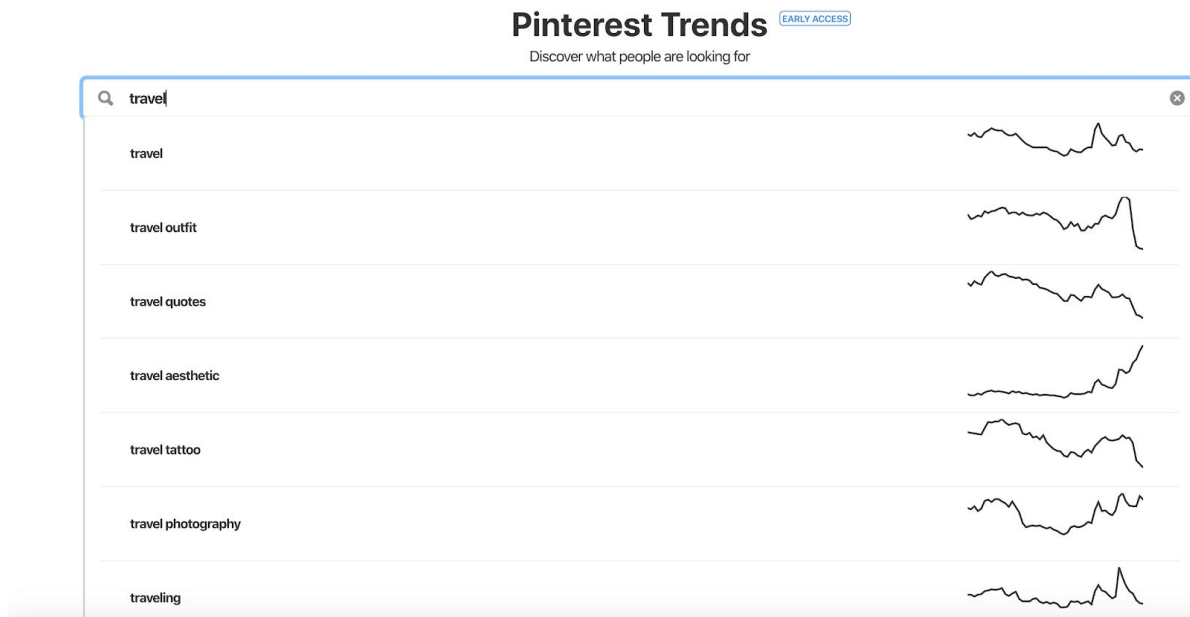 Pinterest Trends EARLY ACCESS
Discover what people are looking for
travel
travel
travel outfit
travel quotes
travel aesthetic
travel tattoo
travel photography
traveling